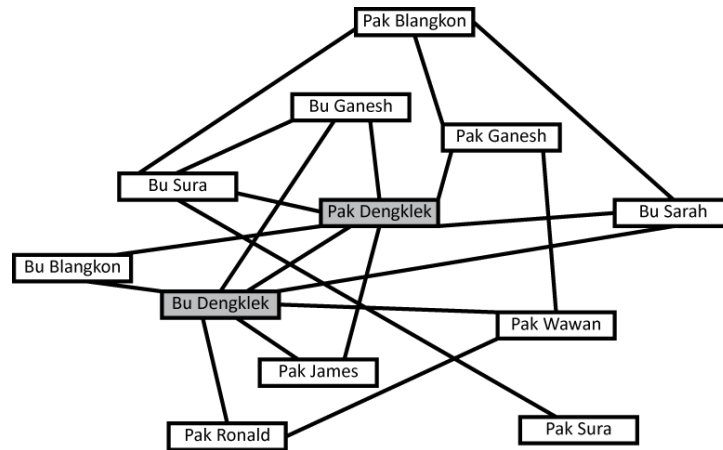 Pak Blangkon
Bu Ganesh
Pak Ganesh
Bu Sura
Pak Dengklek
Bu Sarah
Bu Blangkon
Bu Dengklek
Pak Wawan
Pak James
Pak Ronald
Pak Sura